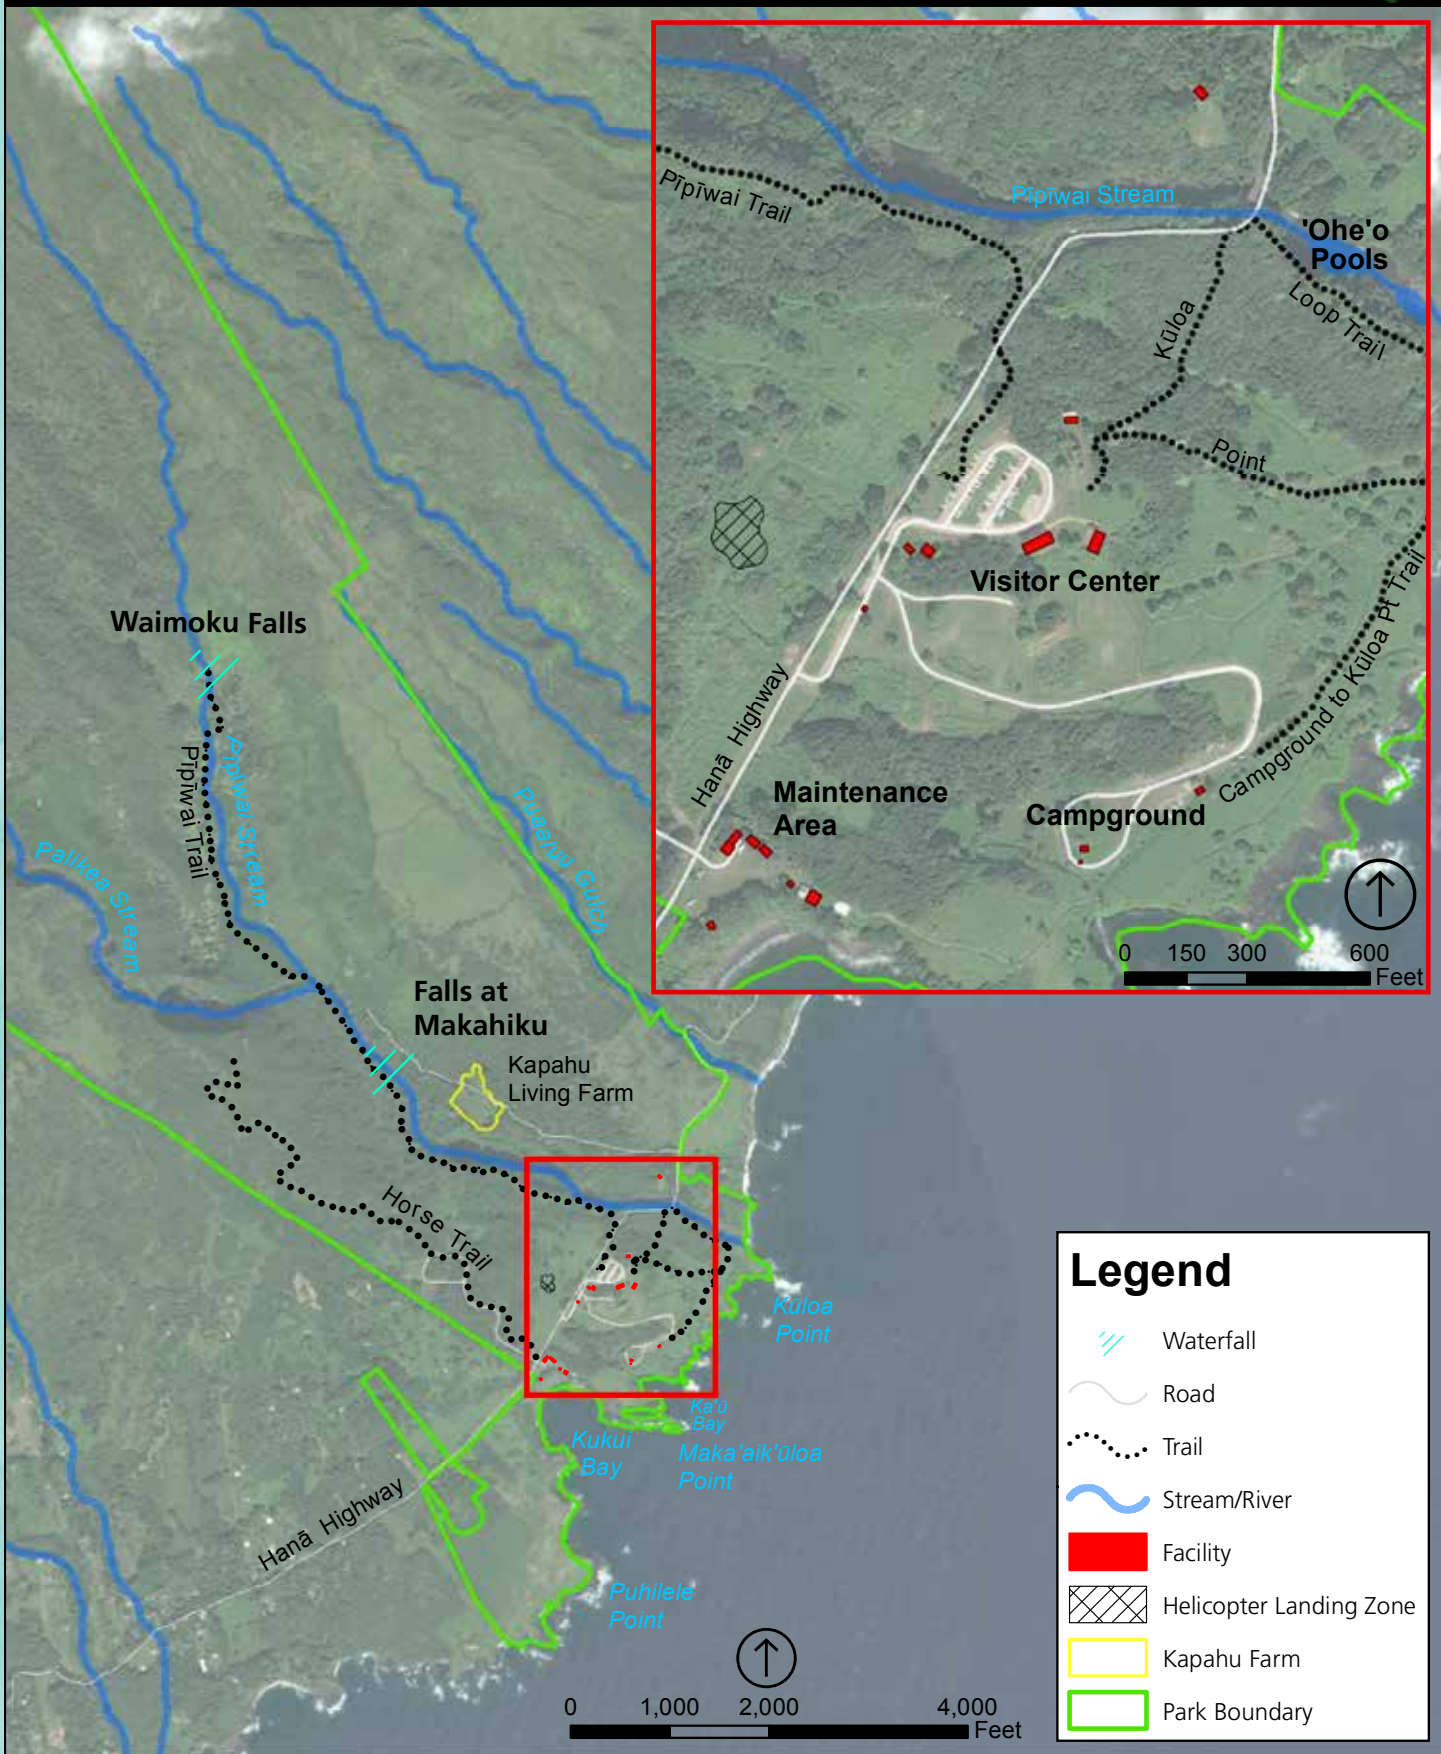 Pīpīwai Trail
Pīpīwai Stream
'Ohe'o
Pools
Loop Trail
Kūloa
Point
Visitor Center
Hanā Highway
Campground to Kūloa Pt Trail
Maintenance
Area
Campground
0 150 300 600
Feet
Waimoku Falls
Pīpīwai Trail
Pīpīwai Stream
Palikea Stream
Puaaluu Gulch
Falls at
Makahiku
Kapahu
Living Farm
Horse Trail
Kūloa
Point
Ka'ū
Bay
Kukui
Bay
Maka'aik'ūloa
Point
Hanā Highway
Puhilele
Point
0 1,000 2,000 4,000
Feet
Legend
Waterfall
Road
Trail
Stream/River
Facility
Helicopter Landing Zone
Kapahu Farm
Park Boundary